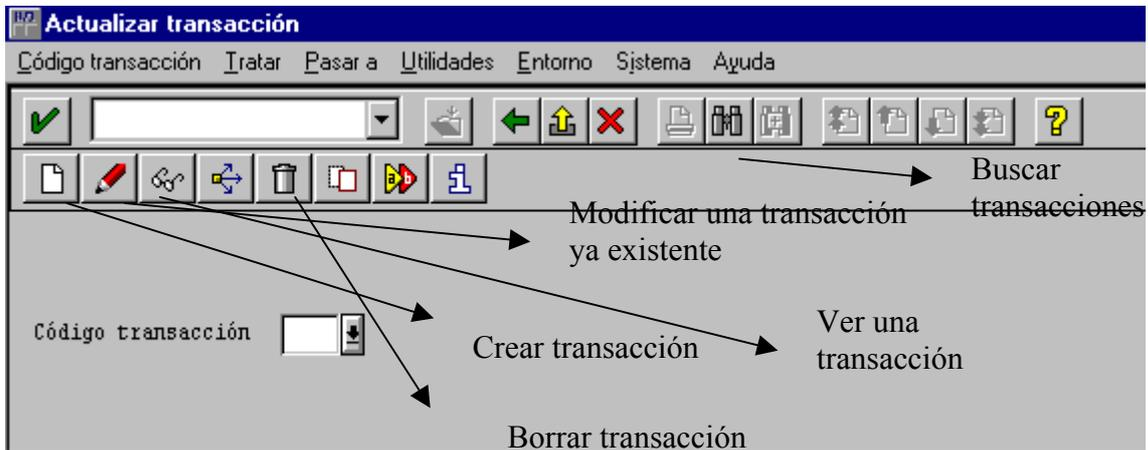 Actualizar transacción
Código transacción Tratar Pasar a Utilidades Entorno Sistema Ayuda
Buscar
transacciones
Modificar una transacción
ya existente
Código transacción
Crear transacción
Ver una
transacción
Borrar transacción